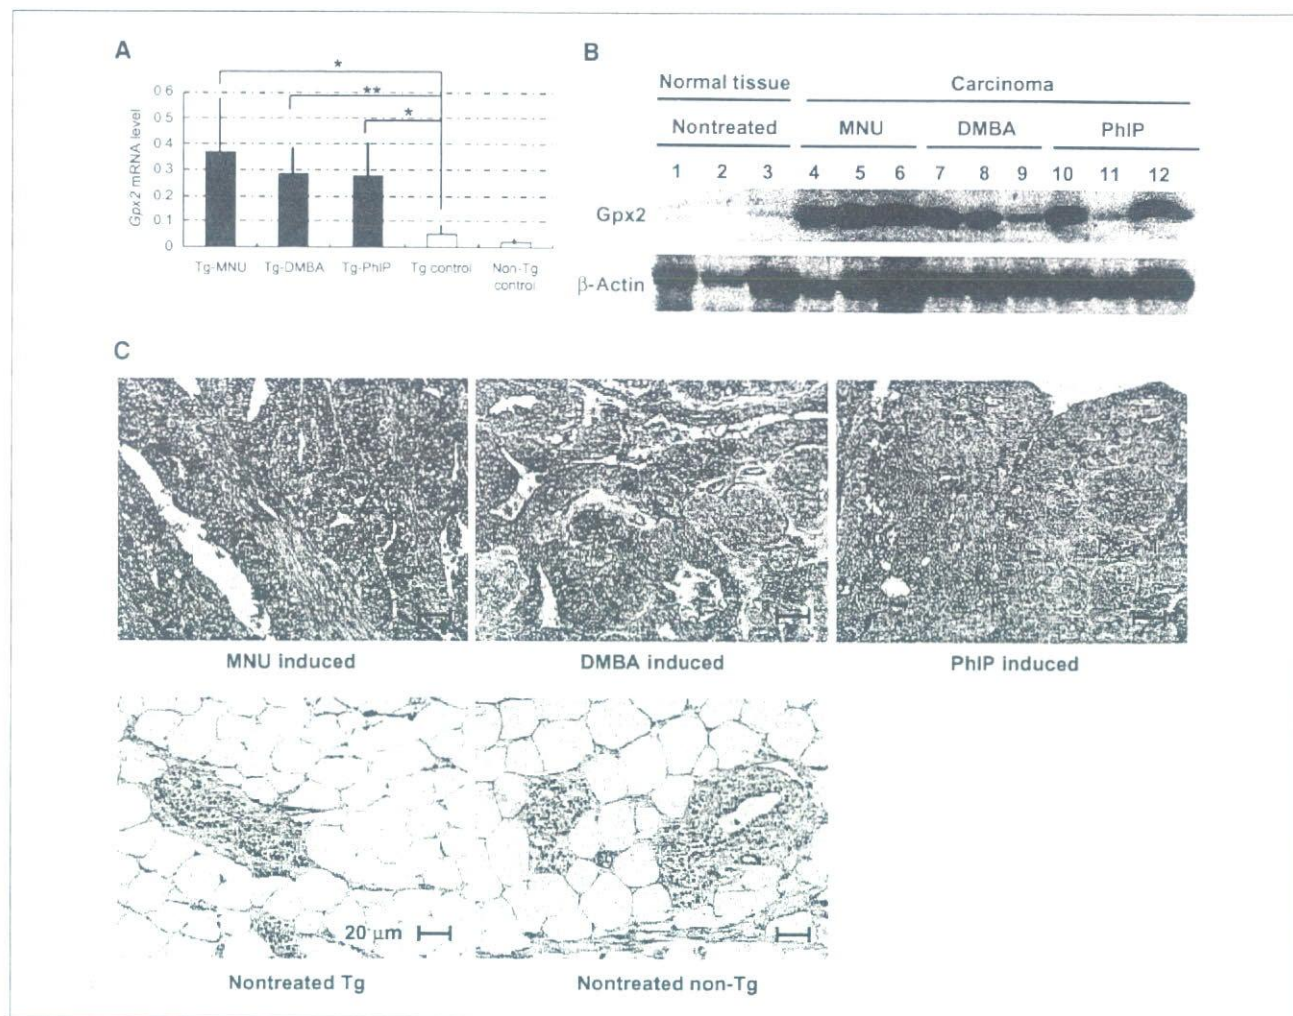 A
*
**
*
Gpx2 mRNA level
0 6
0 5
0.4
0.3
0 2
0.1
0
Tg-MNU Tg-DMBA Tg-PhIP Tg control Non-Tg control
B
Normal tissue Carcinoma
Nontreated MNU DMBA PhIP
1 2 3 4 5 6 7 8 9 10 11 12
Gpx2
β-Actin
C
MNU induced DMBA induced PhIP induced
20 μm
Nontreated Tg Nontreated non-Tg